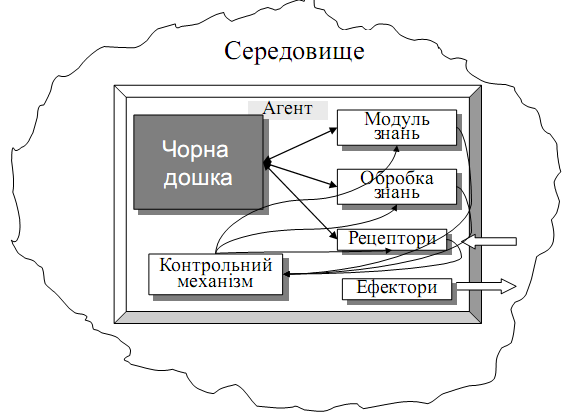 Середовище
Агент
Чорна
дошка
Модуль
знань
Обробка
знань
Рецептори
Контрольний
механізм
Ефектори